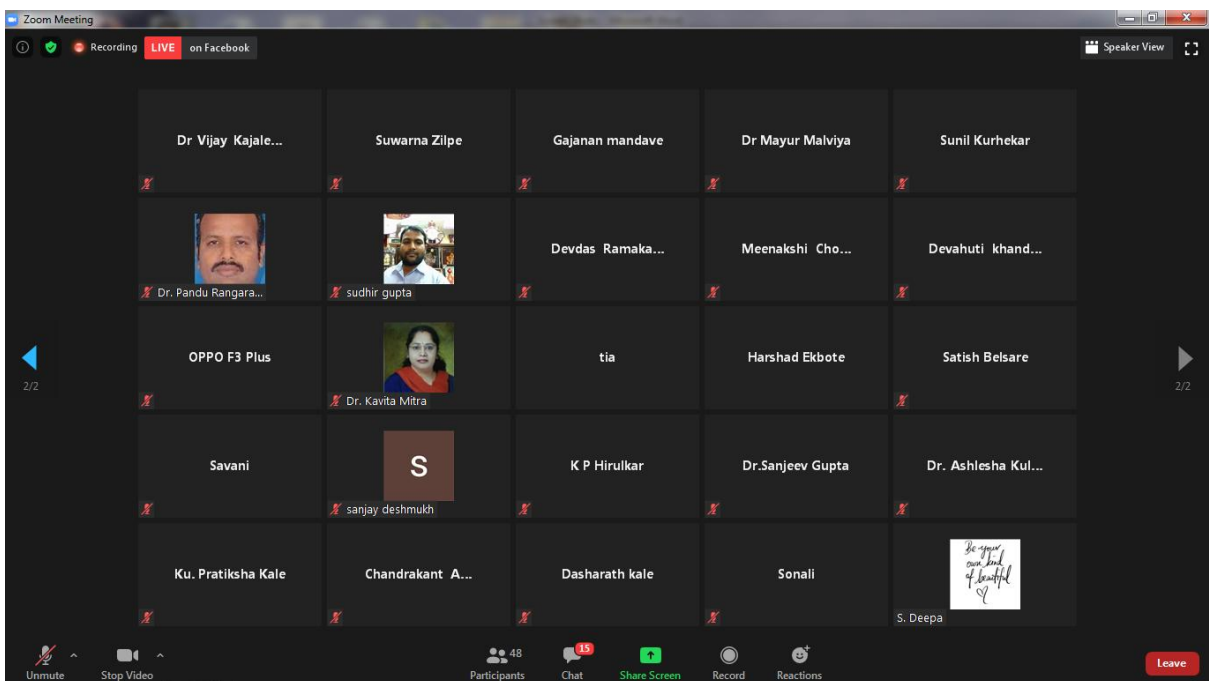 Zoom Meeting
Recording LIVE on Facebook Speaker View
Dr Vijay Kajale... Suwarna Zilpe Gajanan mandave Dr Mayur Malviya Sunil Kurhekar
Devdas Ramaka... Meenakshi Cho... Devahuti khand...
Dr. Pandu Rangara... sudhir gupta
OPPO F3 Plus tia Harshad Ekbote Satish Belsare
2/2 2/2
Dr. Kavita Mitra
Savani S K P Hirulkar Dr.Sanjeev Gupta Dr. Ashlesha Kul...
sanjay deshmukh
Be your
own kind
of beautiful
Ku. Pratiksha Kale Chandrakant A... Dasharath kale Sonali
S. Deepa
48 15
Unmute Stop Video Participants Chat Share Screen Record Reactions Leave